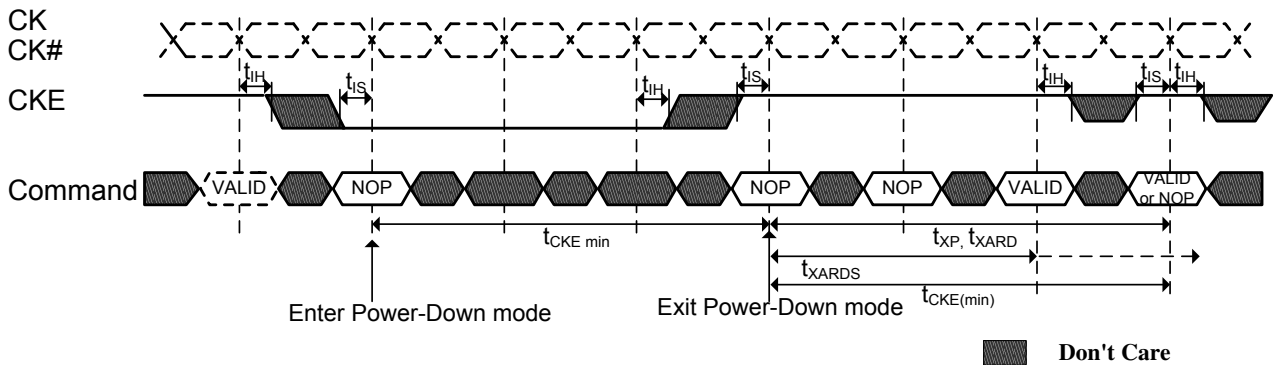 CK
CK#
tIH
tIS
tIH
tIS
tIH
tIS
tIH
CKE
Command
VALID
NOP
NOP
NOP
VALID
VALID
or NOP
tCKE min
tXP, tXARD
tXARDS
tCKE(min)
Enter Power-Down mode
Exit Power-Down mode
Don't Care